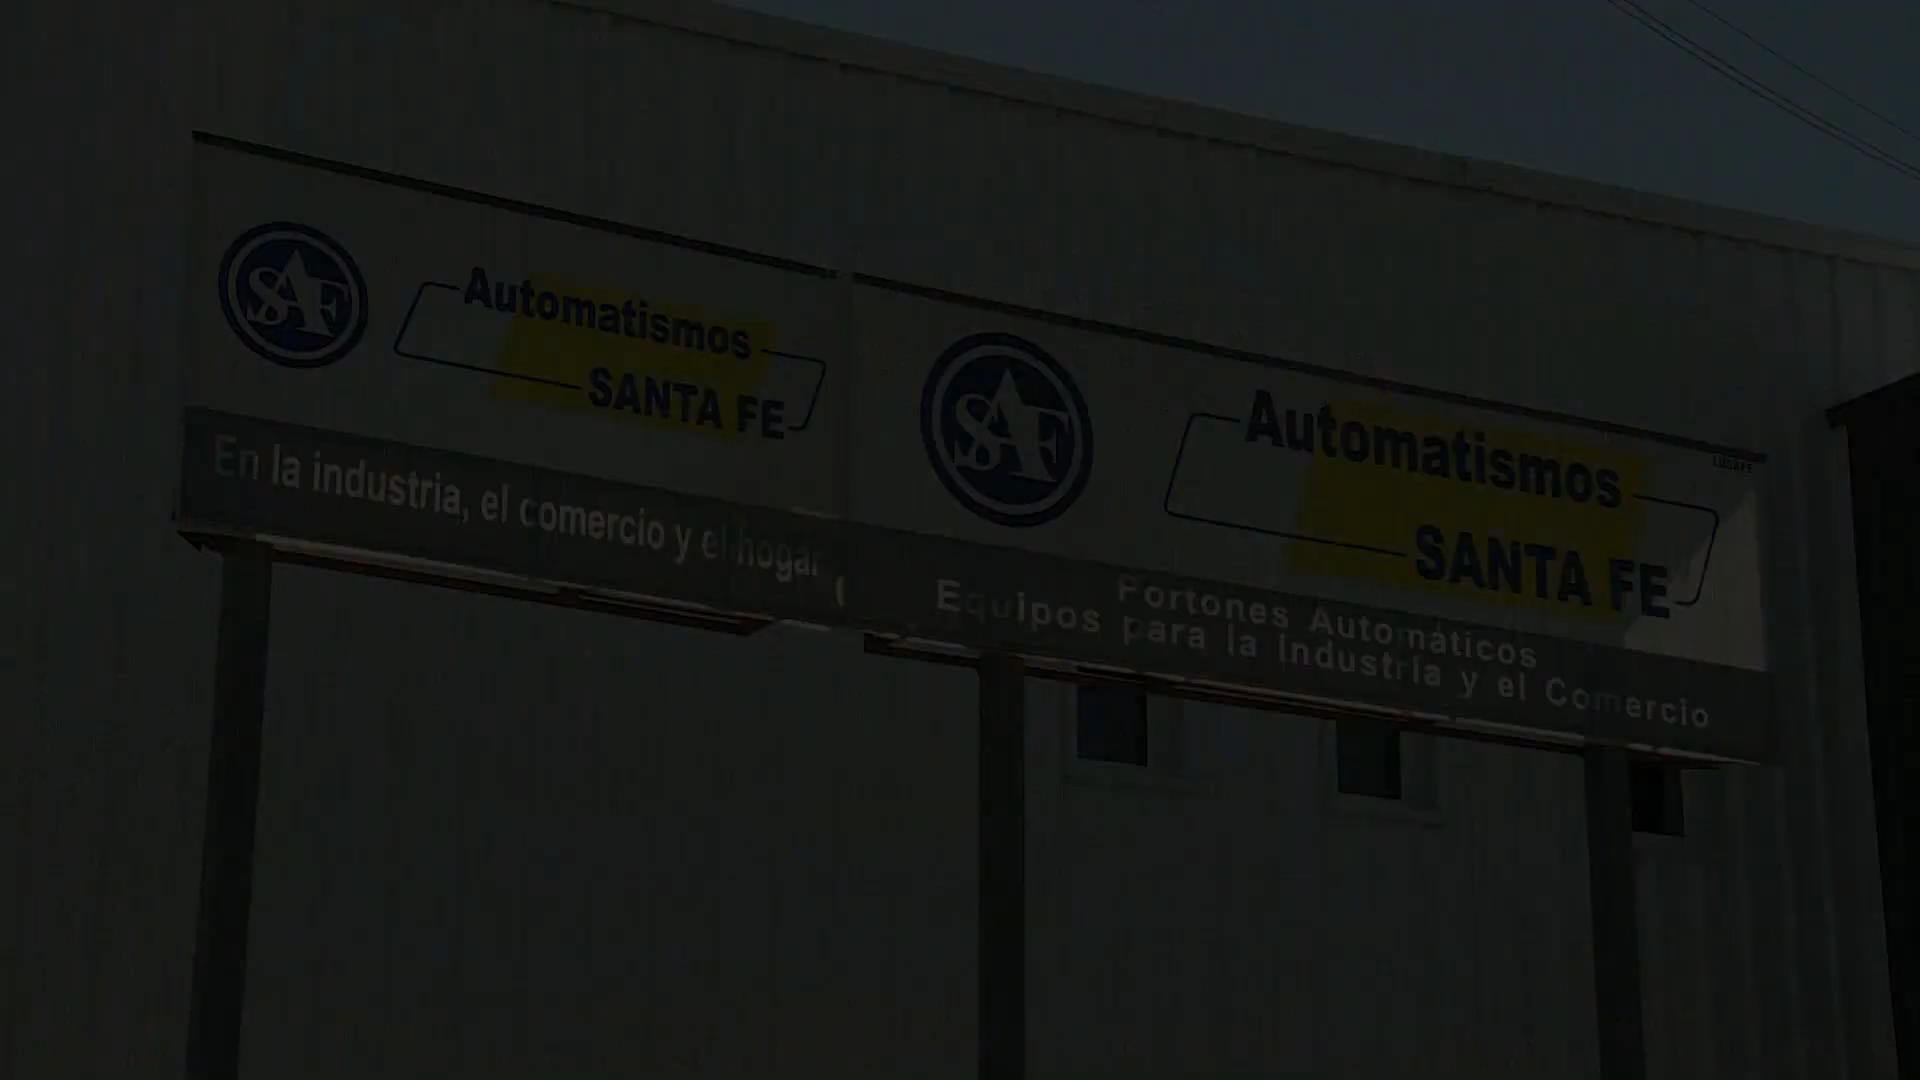 SAF
Automatismos
SANTA FE
En la industria, el comercio y el hogar
SAF
Automatismos
SANTA FE
Portones Automáticos
Equipos para la Industria y el Comercio